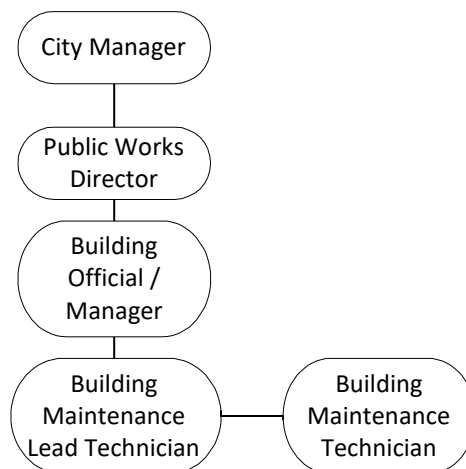 City Manager
Public Works
Director
Building
Official /
Manager
Building
Maintenance
Lead Technician
Building
Maintenance
Technician